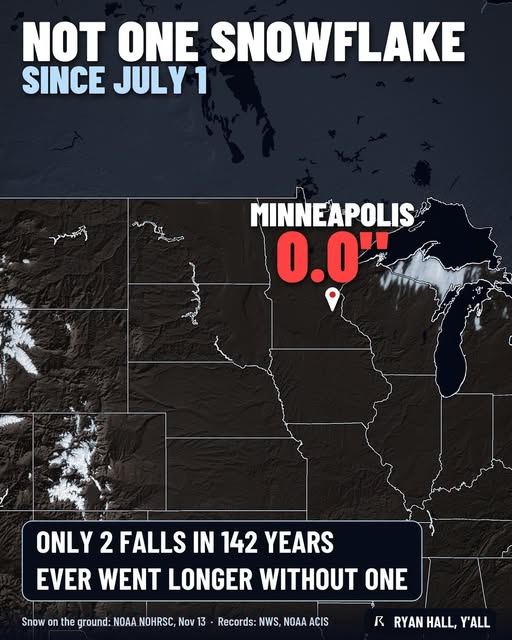 NOT ONE SNOWFLAKE
SINCE JULY 1
MINNEAPOLIS
0.0"
ONLY 2 FALLS IN 142 YEARS
EVER WENT LONGER WITHOUT ONE
Snow on the ground: NOAA NOHRSC, Nov 13 · Records: NWS, NOAA ACIS
RYAN HALL, Y'ALL